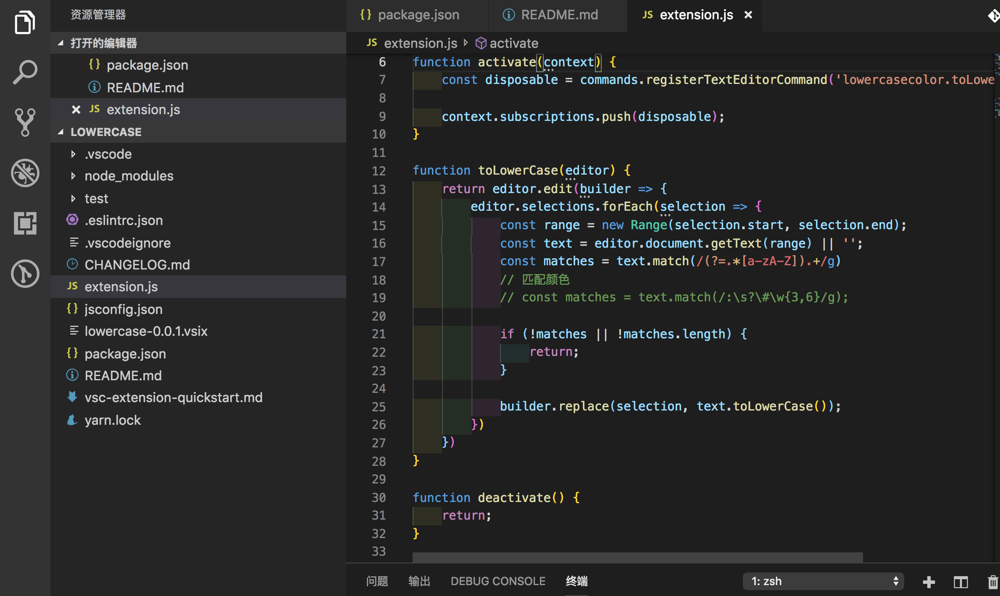 资源管理器
打开的编辑器
{} package.json
README.md
JS extension.js
LOWERCASE
.vscode
node_modules
test
.eslintrc.json
.vscodeignore
CHANGELOG.md
JS extension.js
{} jsconfig.json
lowercase-0.0.1.vsix
{} package.json
README.md
vsc-extension-quickstart.md
yarn.lock
{} package.json
README.md
JS extension.js
JS extension.js activate
6 function activate(context) {
7 const disposable = commands.registerTextEditorCommand('lowercasecolor.toLowe
8
9 context.subscriptions.push(disposable);
10 }
11
12 function toLowerCase(editor) {
13 return editor.edit(builder => {
14 editor.selections.forEach(selection => {
15 const range = new Range(selection.start, selection.end);
16 const text = editor.document.getText(range) || '';
17 const matches = text.match(/(?=.*[a-zA-Z]).+/g)
18 // 匹配颜色
19 // const matches = text.match(/:\s?\#\w{3,6}/g);
20
21 if (!matches || !matches.length) {
22 return;
23 }
24
25 builder.replace(selection, text.toLowerCase());
26 })
27 })
28 }
29
30 function deactivate() {
31 return;
32 }
33
问题 输出 DEBUG CONSOLE 终端
1: zsh